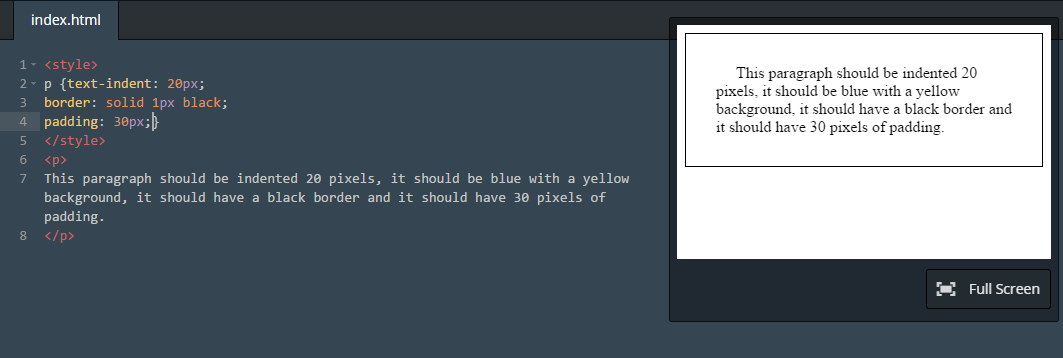 index.html
1 <style>
2 p {text-indent: 20px;
3 border: solid 1px black;
4 padding: 30px;}
5 </style>
6 <p>
7 This paragraph should be indented 20 pixels, it should be blue with a yellow
background, it should have a black border and it should have 30 pixels of
padding.
8 </p>
This paragraph should be indented 20
pixels, it should be blue with a yellow
background, it should have a black border and
it should have 30 pixels of padding.
Full Screen